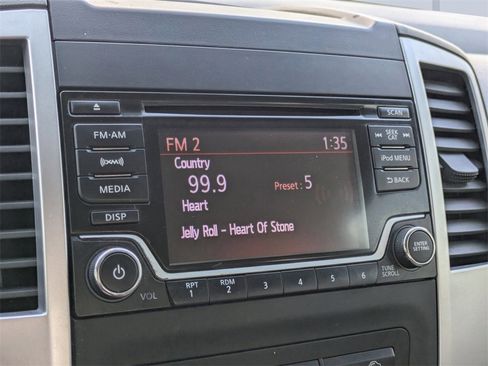 SCAN
FM·AM
FM 2 1:35
SEEK
CAT
Country
((XM))
iPod MENU
99.9 Preset : 5
MEDIA
BACK
Heart
DISP
Jelly Roll - Heart Of Stone
ENTER
SETTING
VOL
RPT
1
RDM
2
3
4
5
6
TUNE
SCROLL